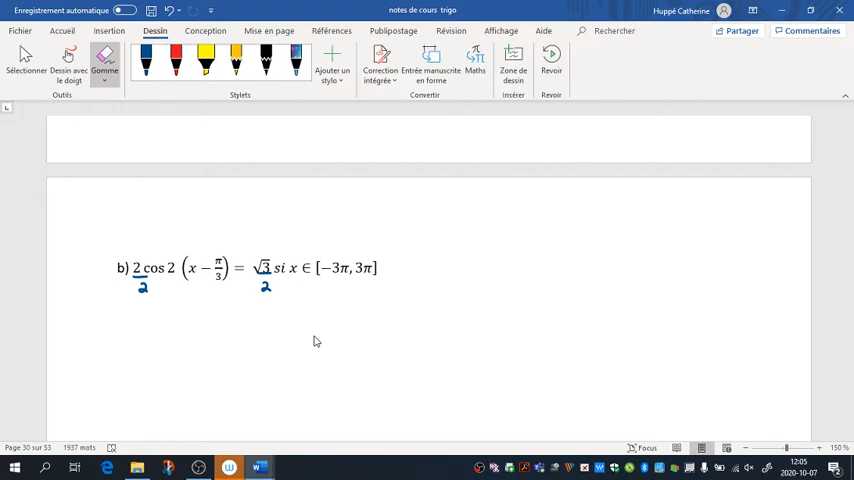 Enregistrement automatique
notes de cours trigo
Huppé Catherine
Fichier Accueil Insertion Dessin Conception Mise en page Références Publipostage Révision Affichage Aide Rechercher Partager Commentaires
Sélectionner Dessin avec le doigt Gomme Ajouter un stylo Correction intégrée Entrée manuscrite en forme Maths Zone de dessin Revoir
Outils Stylets Convertir Insérer Revoir
b) 2 cos 2 (x − π/3) = √3 si x ∈ [−3π, 3π]
2 2
Page 30 sur 53 1937 mots Focus 150 %
12:05
2020-10-07